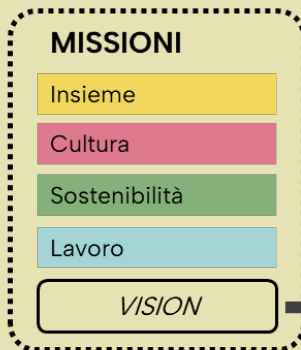 MISSIONI
Insieme
Cultura
Sostenibilità
Lavoro
VISION